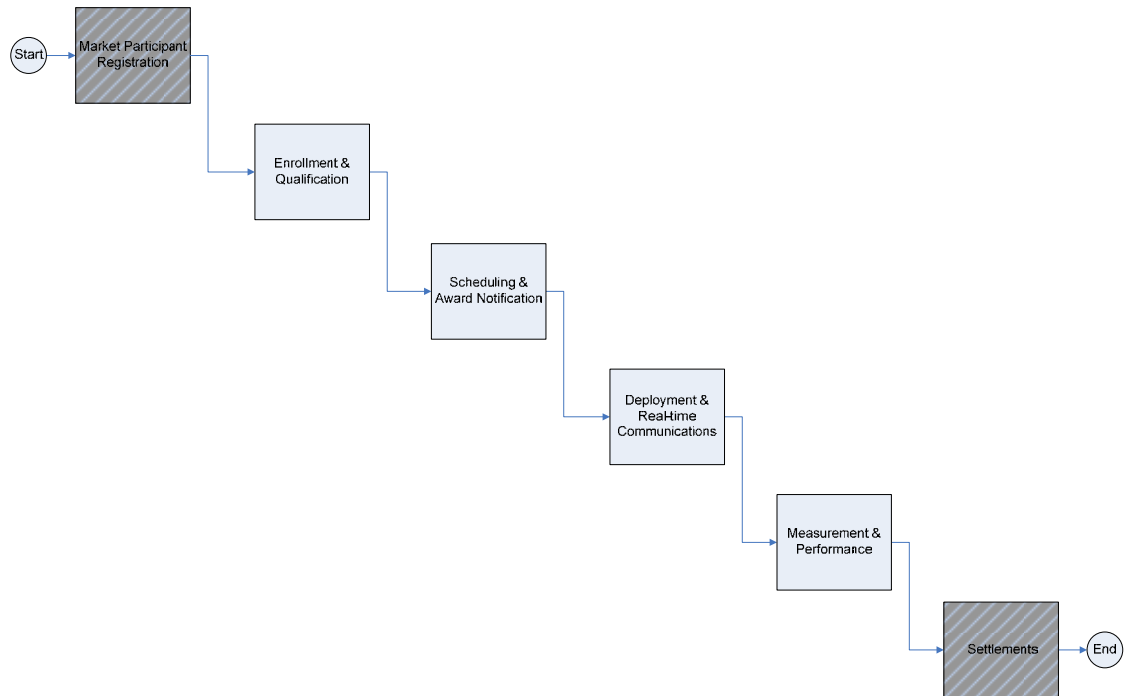 Start
Market Participant
Registration
Enrollment &
Qualification
Scheduling &
Award Notification
Deployment &
Real-time
Communications
Measurement &
Performance
Settlements
End